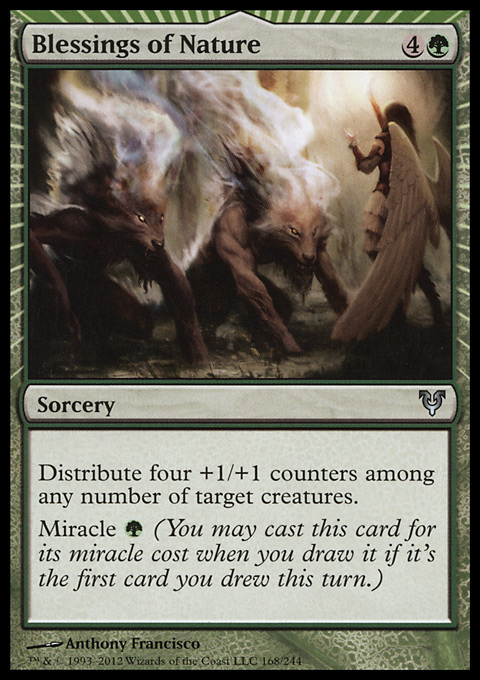 Blessings of Nature 4
Sorcery
Distribute four +1/+1 counters among
any number of target creatures.
Miracle (You may cast this card for
its miracle cost when you draw it if it's
the first card you drew this turn.)
Anthony Francisco
™ & © 1993–2012 Wizards of the Coast LLC 168/244